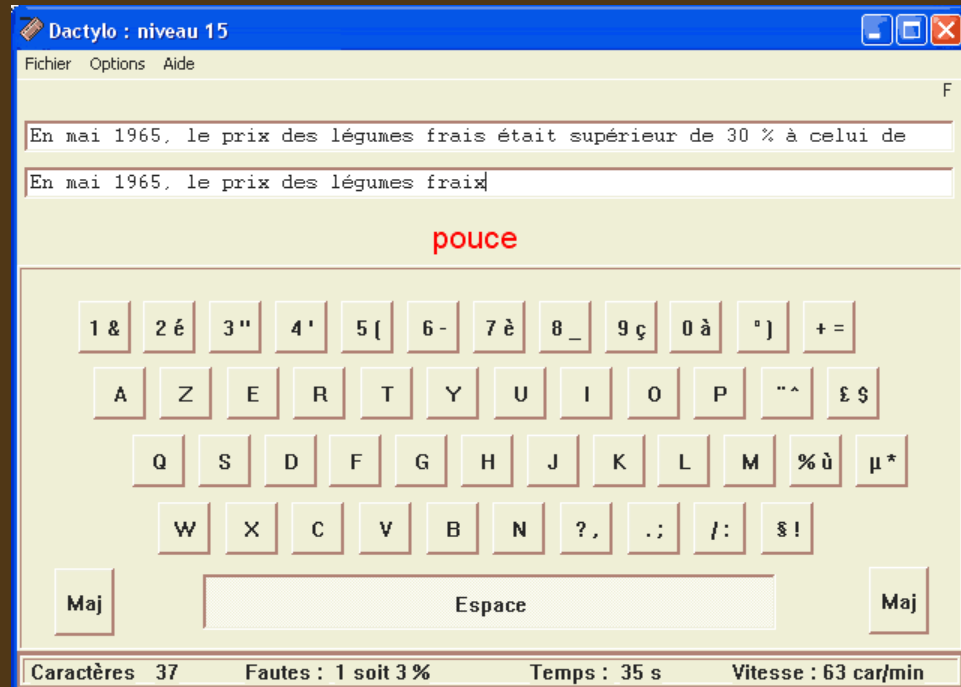 Dactylo : niveau 15
Fichier Options Aide
F
En mai 1965, le prix des légumes frais était supérieur de 30 % à celui de
En mai 1965, le prix des légumes fraix
pouce
1 & 2 é 3 " 4 ' 5 ( 6 - 7 è 8 _ 9 ç 0 à ° ) + =
A Z E R T Y U I O P ¨ ^ £ $
Q S D F G H J K L M % ù µ *
W X C V B N ? , . ; / : § !
Maj Espace Maj
Caractères 37 Fautes : 1 soit 3 % Temps : 35 s Vitesse : 63 car/min